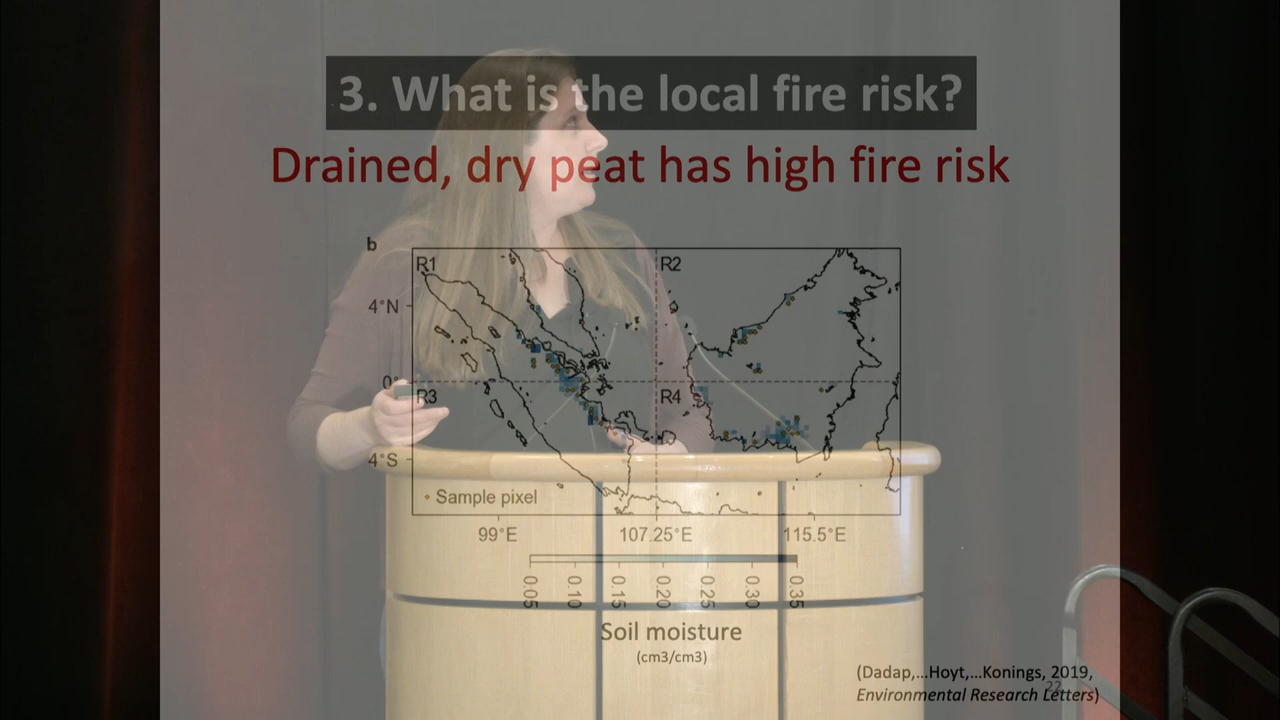 3. What is the local fire risk?
Drained, dry peat has high fire risk
b
R1
R2
4°N
0°
R3
R4
4°S
Sample pixel
99°E
107.25°E
115.5°E
0.05
0.10
0.15
0.20
0.25
0.30
0.35
Soil moisture
(cm3/cm3)
(Dadap,...Hoyt,...Konings, 2019,
22
Environmental Research Letters)